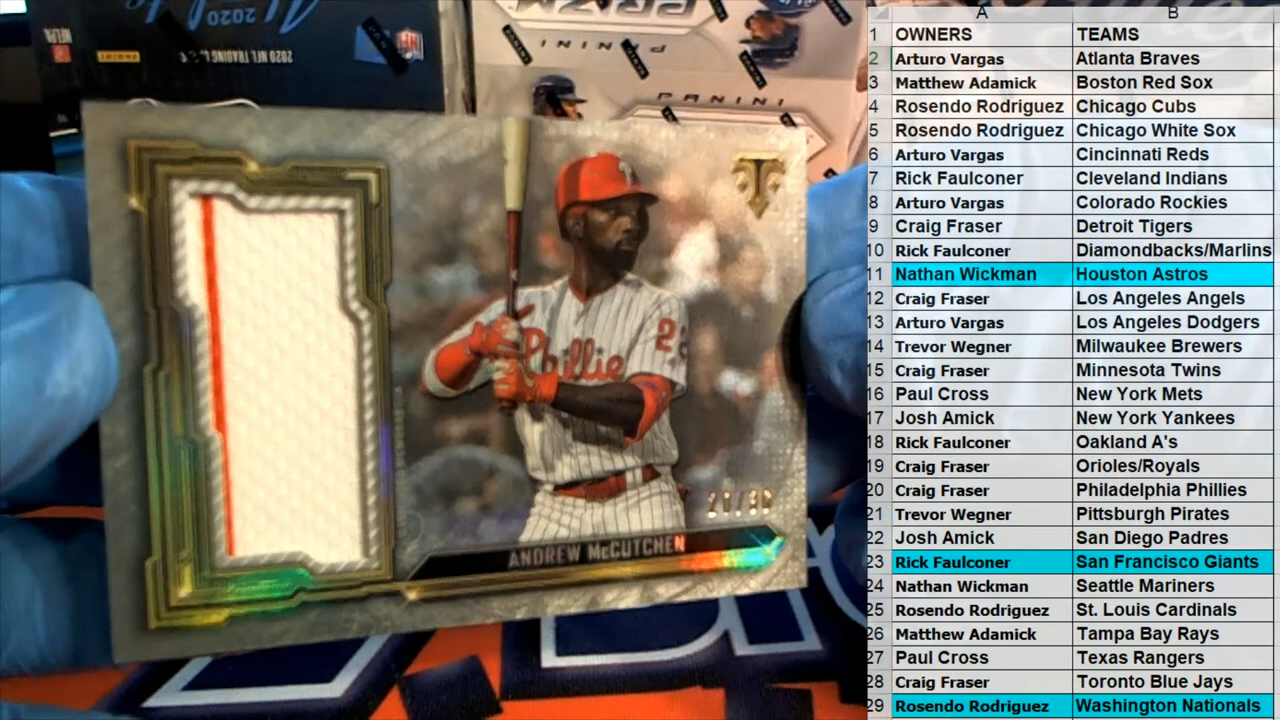 2020
2020 NFL TRADING
PANINI
PRIZM
PANINI
PANINI
Phillie
2
ANDREW McCUTCHEN
A B
1 OWNERS TEAMS
2 Arturo Vargas Atlanta Braves
3 Matthew Adamick Boston Red Sox
4 Rosendo Rodriguez Chicago Cubs
5 Rosendo Rodriguez Chicago White Sox
6 Arturo Vargas Cincinnati Reds
7 Rick Faulconer Cleveland Indians
8 Arturo Vargas Colorado Rockies
9 Craig Fraser Detroit Tigers
10 Rick Faulconer Diamondbacks/Marlins
11 Nathan Wickman Houston Astros
12 Craig Fraser Los Angeles Angels
13 Arturo Vargas Los Angeles Dodgers
14 Trevor Wegner Milwaukee Brewers
15 Craig Fraser Minnesota Twins
16 Paul Cross New York Mets
17 Josh Amick New York Yankees
18 Rick Faulconer Oakland A's
19 Craig Fraser Orioles/Royals
20 Craig Fraser Philadelphia Phillies
21 Trevor Wegner Pittsburgh Pirates
22 Josh Amick San Diego Padres
23 Rick Faulconer San Francisco Giants
24 Nathan Wickman Seattle Mariners
25 Rosendo Rodriguez St. Louis Cardinals
26 Matthew Adamick Tampa Bay Rays
27 Paul Cross Texas Rangers
28 Craig Fraser Toronto Blue Jays
29 Rosendo Rodriguez Washington Nationals